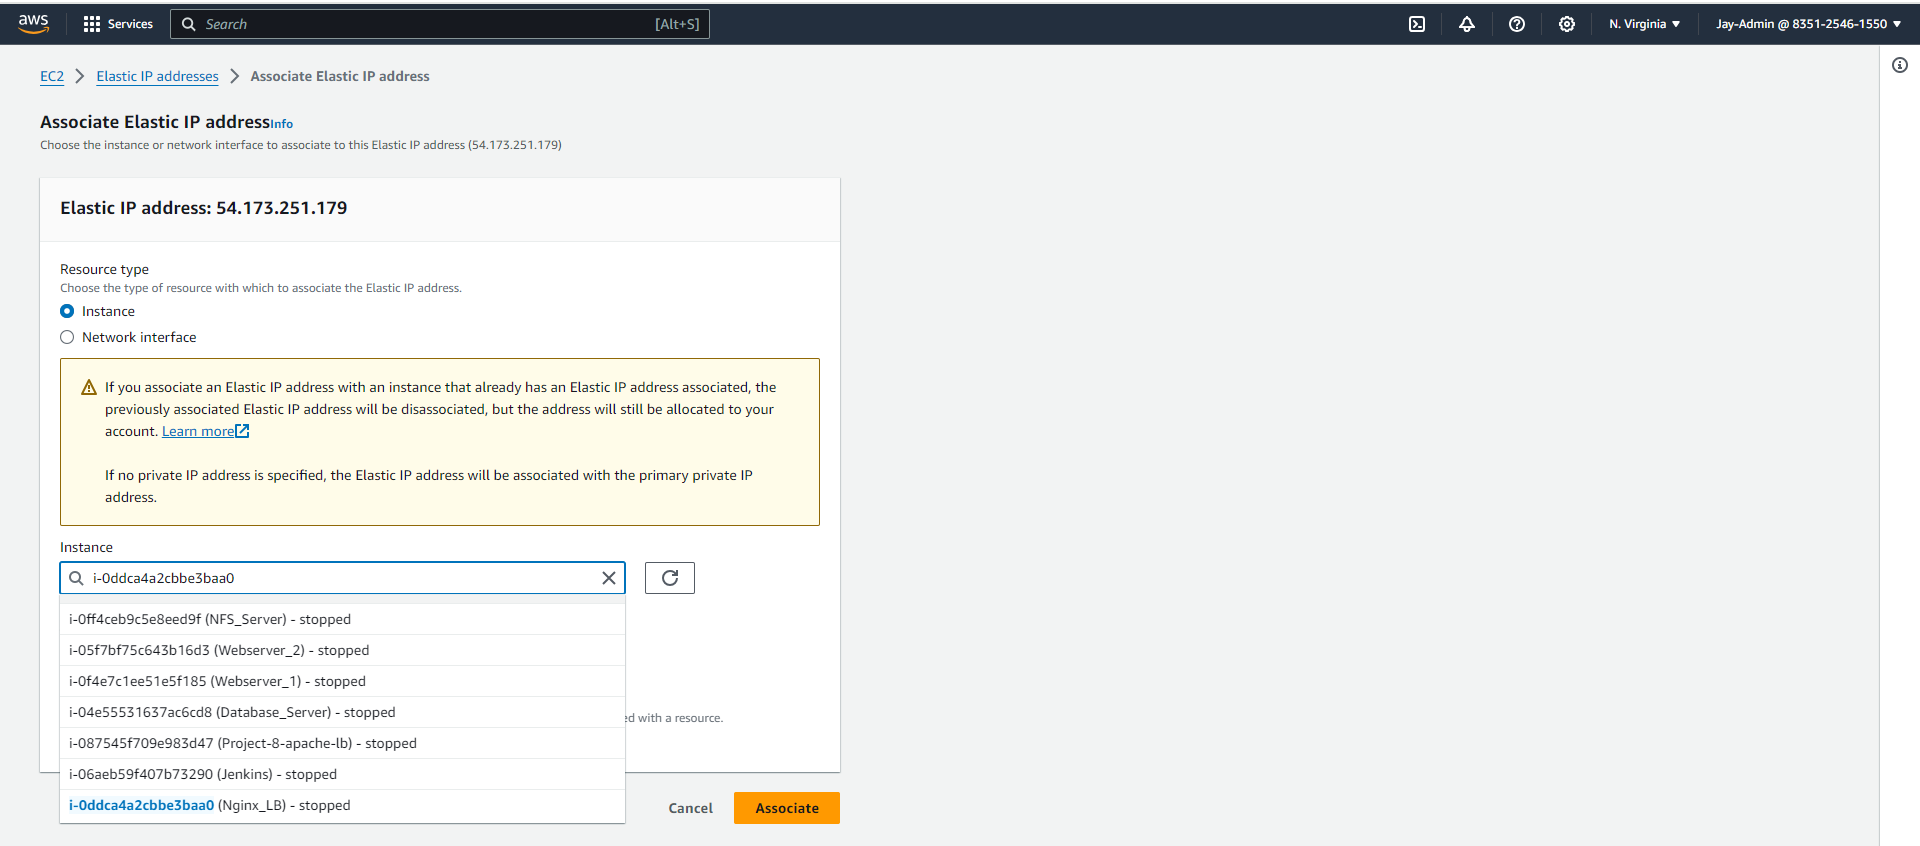 aws Services Search [Alt+S] N. Virginia Jay-Admin @ 8351-2546-1550
EC2 Elastic IP addresses Associate Elastic IP address
Associate Elastic IP address Info
Choose the instance or network interface to associate to this Elastic IP address (54.173.251.179)
Elastic IP address: 54.173.251.179
Resource type
Choose the type of resource with which to associate the Elastic IP address.
Instance
Network interface
If you associate an Elastic IP address with an instance that already has an Elastic IP address associated, the
previously associated Elastic IP address will be disassociated, but the address will still be allocated to your
account. Learn more
If no private IP address is specified, the Elastic IP address will be associated with the primary private IP
address.
Instance
i-0ddca4a2cbbe3baa0
i-0ff4ceb9c5e8eed9f (NFS_Server) - stopped
i-05f7bf75c643b16d3 (Webserver_2) - stopped
i-0f4e7c1ee51e5f185 (Webserver_1) - stopped
i-04e55531637ac6cd8 (Database_Server) - stopped
ed with a resource.
i-087545f709e983d47 (Project-8-apache-lb) - stopped
i-06aeb59f407b73290 (Jenkins) - stopped
i-0ddca4a2cbbe3baa0 (Nginx_LB) - stopped
Cancel Associate